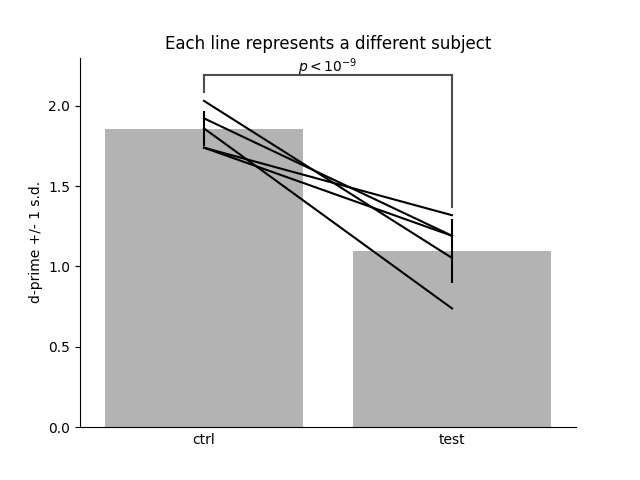 Each line represents a different subject
p < 10⁻⁹
d-prime +/- 1 s.d.
2.0
1.5
1.0
0.5
0.0
ctrl test